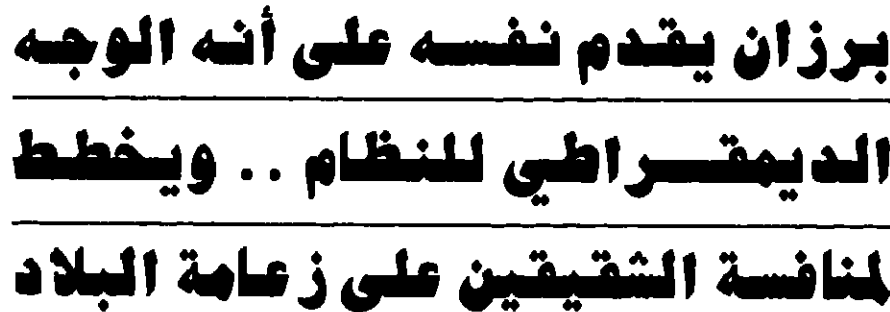 برزان يقدم نفسه على أنه الوجه
الديمقراطي للنظام .. ويخطط
لمنافسة الشقيقين على زعامة البلاد